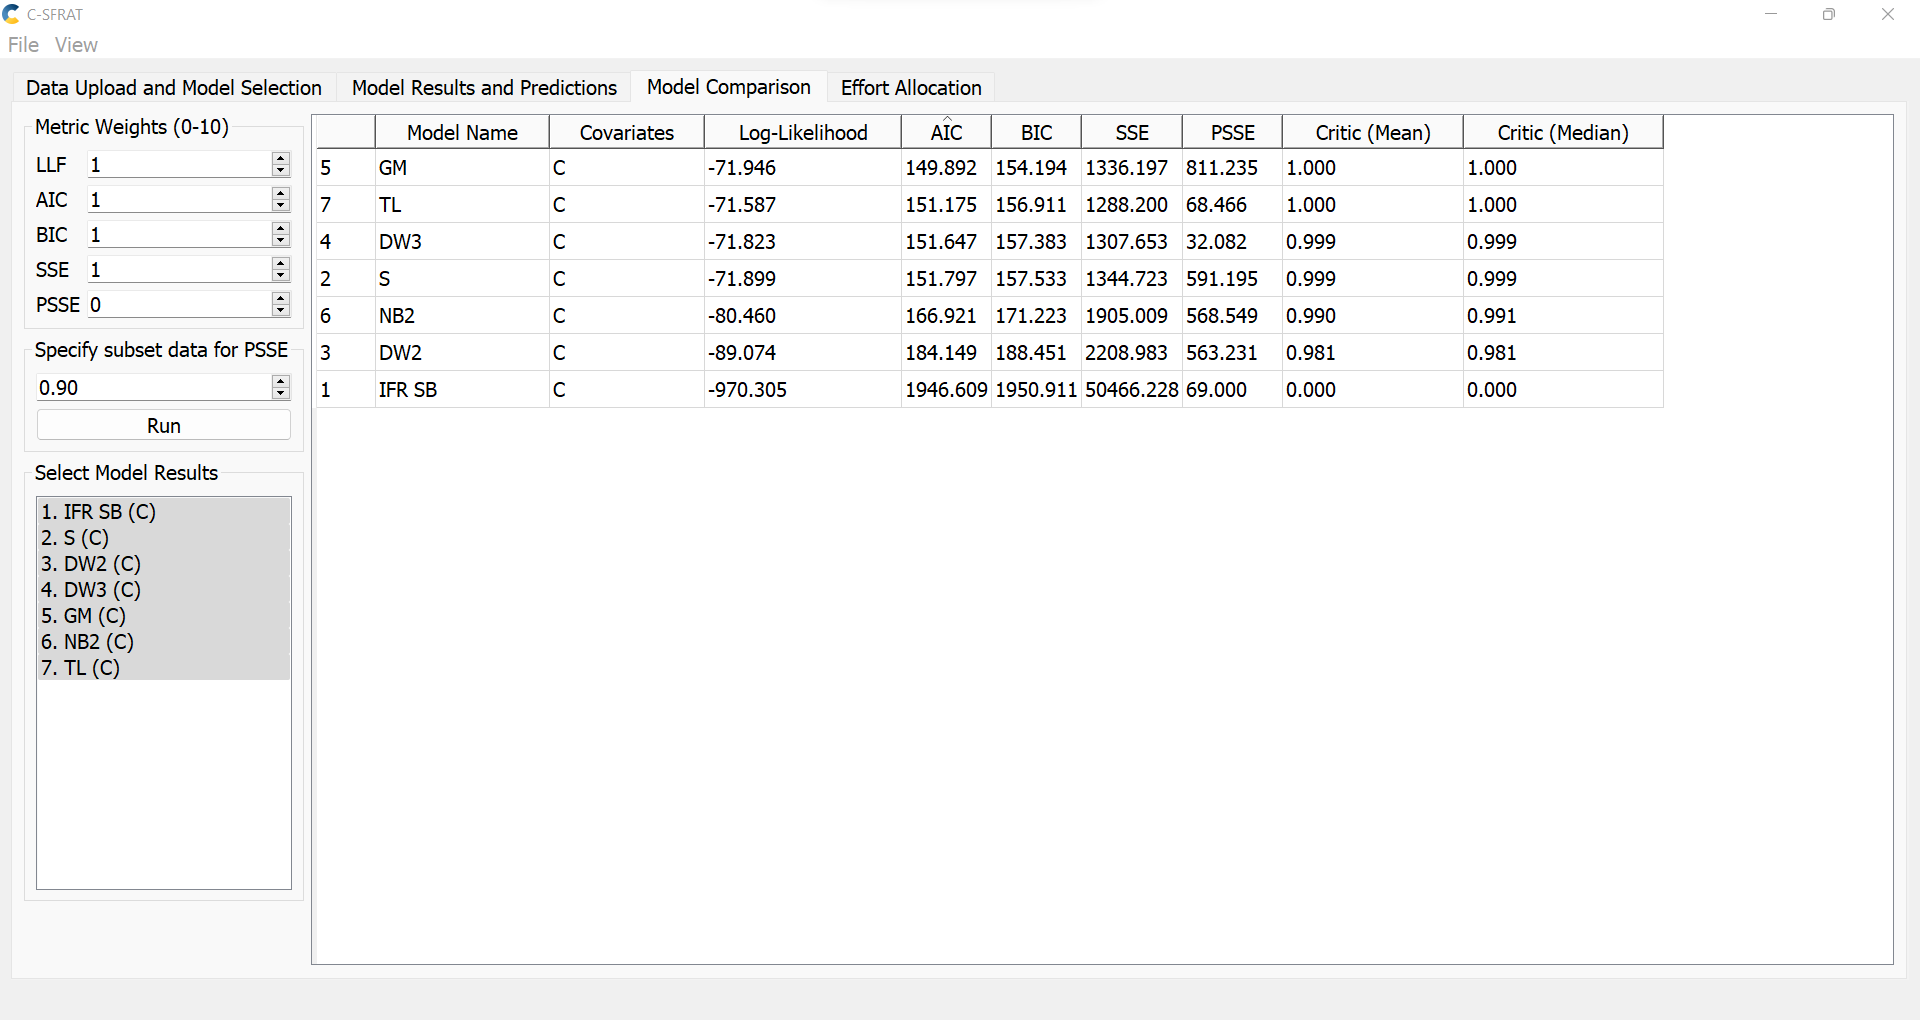 C-SFRAT
File View
Data Upload and Model Selection Model Results and Predictions Model Comparison Effort Allocation
Metric Weights (0-10)
LLF 1
AIC 1
BIC 1
SSE 1
PSSE 0
Specify subset data for PSSE
0.90
Run
Select Model Results
1. IFR SB (C)
2. S (C)
3. DW2 (C)
4. DW3 (C)
5. GM (C)
6. NB2 (C)
7. TL (C)
Model Name Covariates Log-Likelihood AIC BIC SSE PSSE Critic (Mean) Critic (Median)
5 GM C -71.946 149.892 154.194 1336.197 811.235 1.000 1.000
7 TL C -71.587 151.175 156.911 1288.200 68.466 1.000 1.000
4 DW3 C -71.823 151.647 157.383 1307.653 32.082 0.999 0.999
2 S C -71.899 151.797 157.533 1344.723 591.195 0.999 0.999
6 NB2 C -80.460 166.921 171.223 1905.009 568.549 0.990 0.991
3 DW2 C -89.074 184.149 188.451 2208.983 563.231 0.981 0.981
1 IFR SB C -970.305 1946.609 1950.911 50466.228 69.000 0.000 0.000